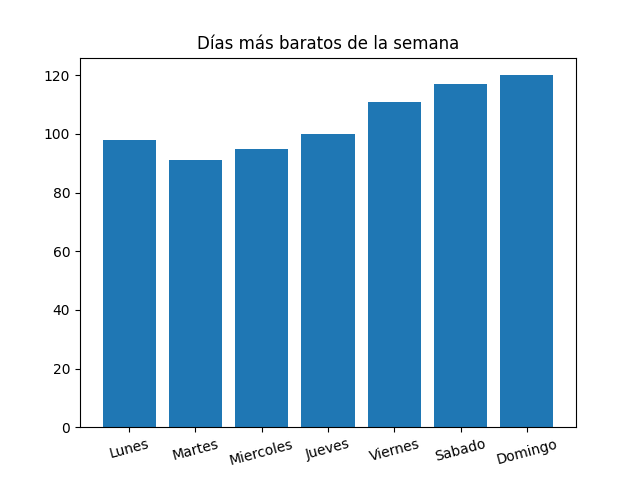 Días más baratos de la semana
120
100
80
60
40
20
0
Lunes
Martes
Miercoles
Jueves
Viernes
Sabado
Domingo